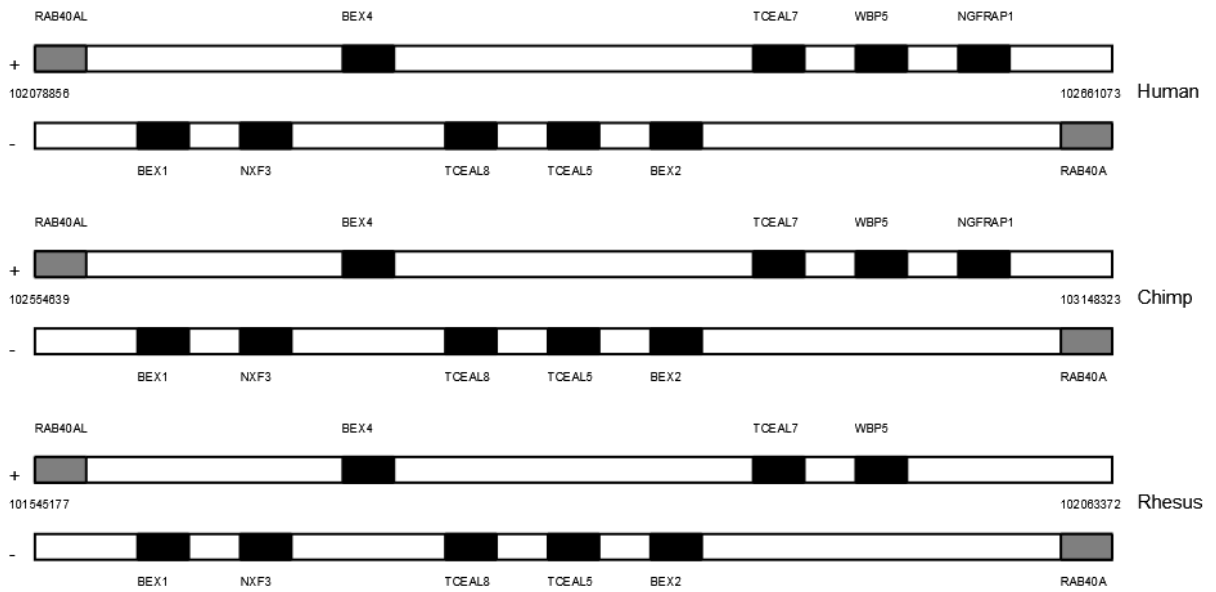 RAB40AL BEX4 TCEAL7 WBP5 NGFRAP1
+
102078856 102661073 Human
-
BEX1 NXF3 TCEAL8 TCEAL5 BEX2 RAB40A
RAB40AL BEX4 TCEAL7 WBP5 NGFRAP1
+
102554639 103148323 Chimp
-
BEX1 NXF3 TCEAL8 TCEAL5 BEX2 RAB40A
RAB40AL BEX4 TCEAL7 WBP5
+
101545177 102063372 Rhesus
-
BEX1 NXF3 TCEAL8 TCEAL5 BEX2 RAB40A